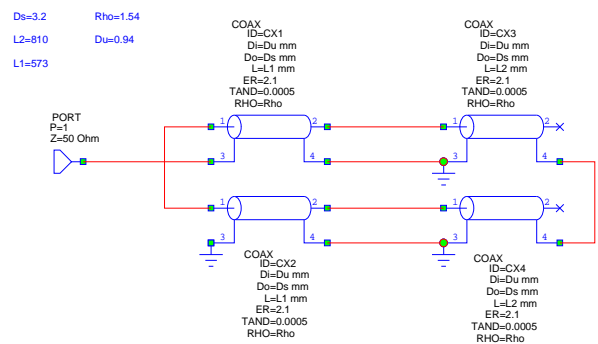 Ds=3.2 Rho=1.54
L2=810 Du=0.94
L1=573
COAX
ID=CX1
Di=Du mm
Do=Ds mm
L=L1 mm
ER=2.1
TAND=0.0005
RHO=Rho
COAX
ID=CX3
Di=Du mm
Do=Ds mm
L=L2 mm
ER=2.1
TAND=0.0005
RHO=Rho
PORT
P=1
Z=50 Ohm
1 2
3 4
1 2
3 4
1 2
3 4
1 2
3 4
COAX
ID=CX2
Di=Du mm
Do=Ds mm
L=L1 mm
ER=2.1
TAND=0.0005
RHO=Rho
COAX
ID=CX4
Di=Du mm
Do=Ds mm
L=L2 mm
ER=2.1
TAND=0.0005
RHO=Rho